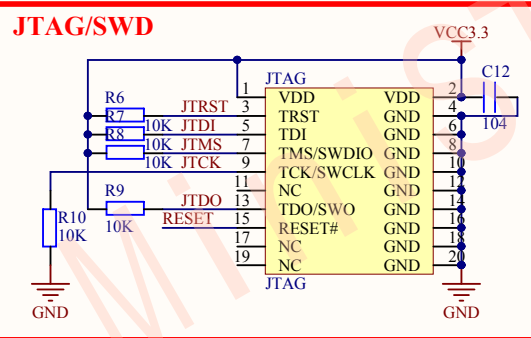 JTAG/SWD
VCC3.3
JTAG
C12
104
R6
R7
R8
10K
10K
10K
JTRST
JTDI
JTMS
JTCK
R9
10K
JTDO
RESET
R10
10K
1 VDD VDD 2
3 TRST GND 4
5 TDI GND 6
7 TMS/SWDIO GND 8
9 TCK/SWCLK GND 10
11 NC GND 12
13 TDO/SWO GND 14
15 RESET# GND 16
17 NC GND 18
19 NC GND 20
JTAG
GND
GND
MiniST